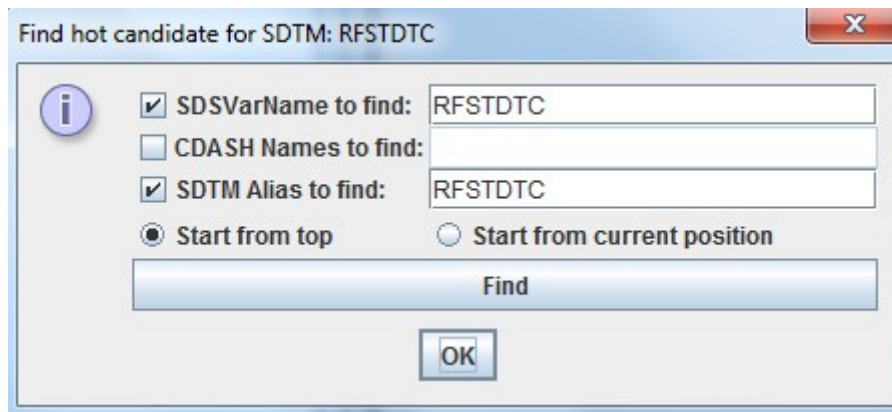 Find hot candidate for SDTM: RFSTDTC
SDSVarName to find: RFSTDTC
CDASH Names to find:
SDTM Alias to find: RFSTDTC
Start from top Start from current position
Find
OK